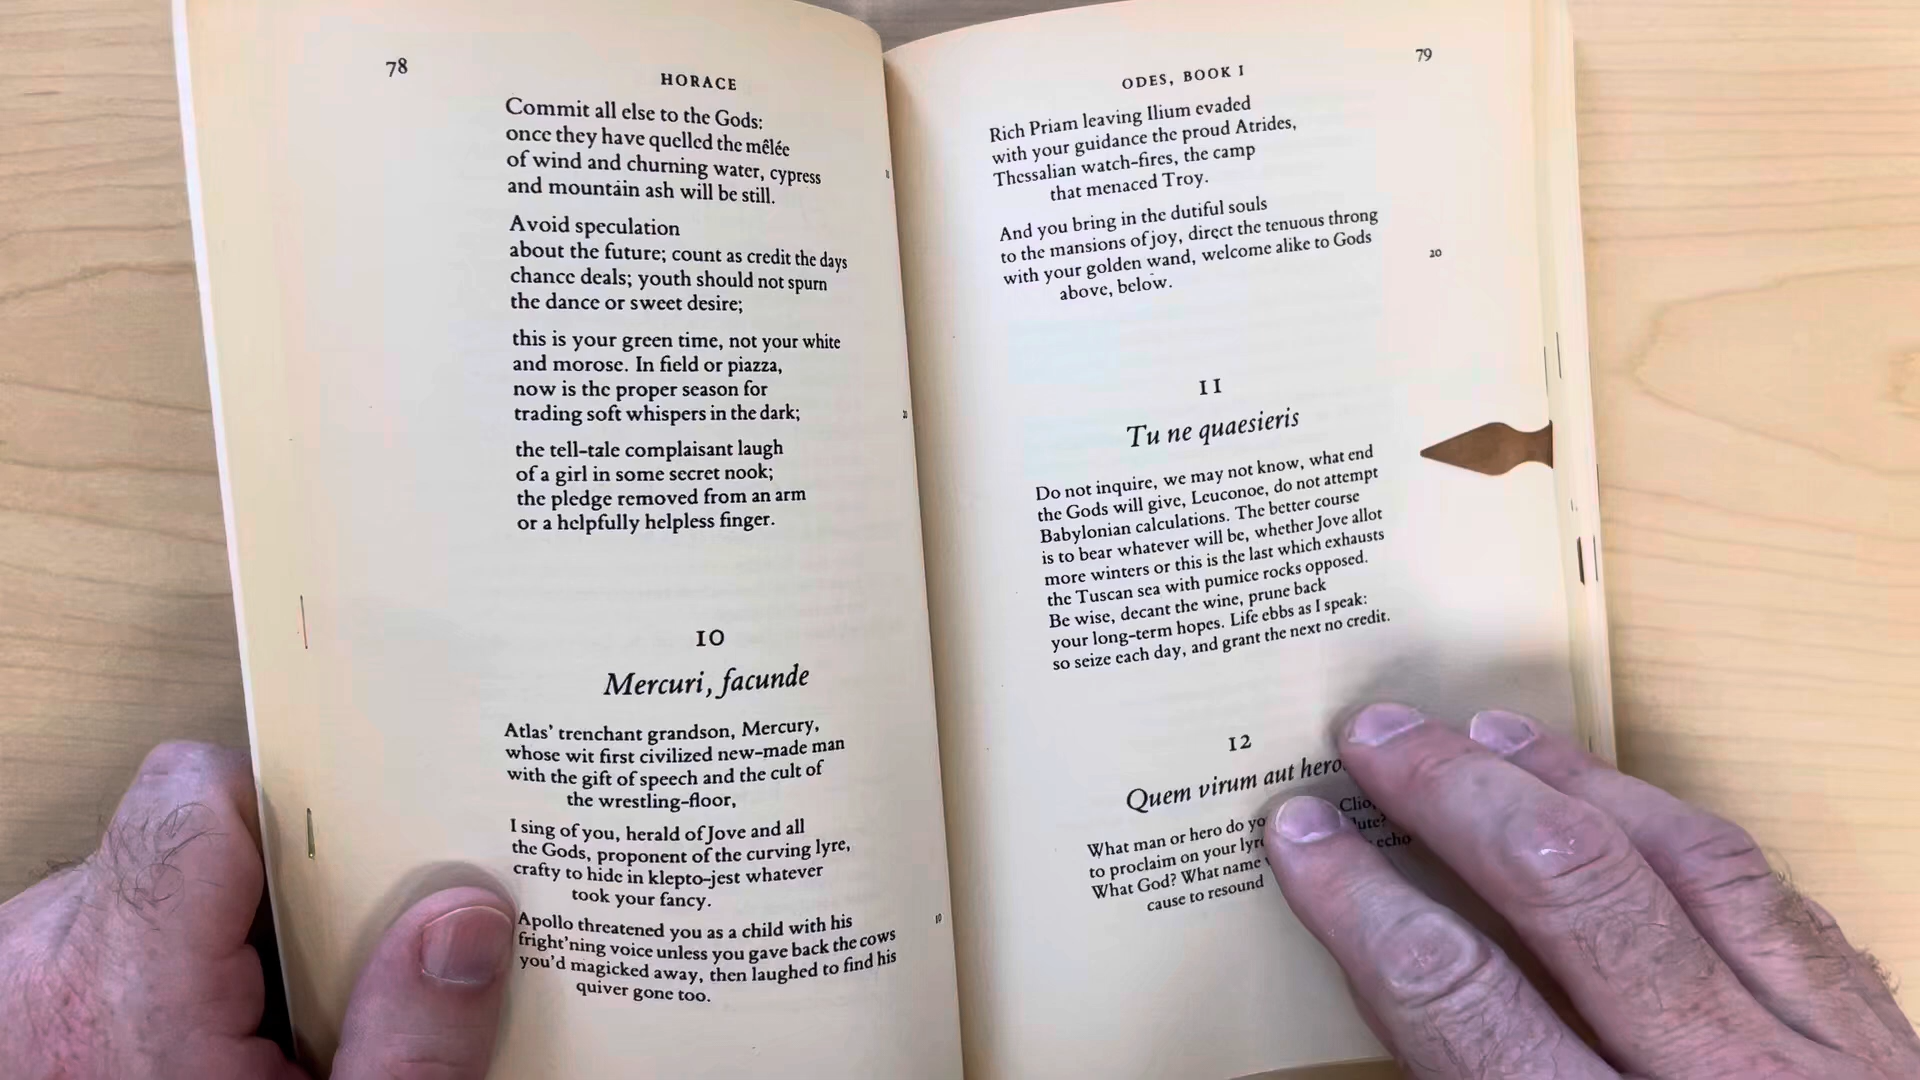 78
HORACE
Commit all else to the Gods:
once they have quelled the mêlée
of wind and churning water, cypress
and mountain ash will be still.
Avoid speculation
about the future; count as credit the days
chance deals; youth should not spurn
the dance or sweet desire;
this is your green time, not your white
and morose. In field or piazza,
now is the proper season for
trading soft whispers in the dark;
20
the tell-tale complaisant laugh
of a girl in some secret nook;
the pledge removed from an arm
or a helpfully helpless finger.
10
Mercuri, facunde
Atlas' trenchant grandson, Mercury,
whose wit first civilized new-made man
with the gift of speech and the cult of
the wrestling-floor,
I sing of you, herald of Jove and all
the Gods, proponent of the curving lyre,
crafty to hide in klepto-jest whatever
took your fancy.
Apollo threatened you as a child with his
10
fright'ning voice unless you gave back the cows
you'd magicked away, then laughed to find his
quiver gone too.
ODES, BOOK I
79
Rich Priam leaving Ilium evaded
with your guidance the proud Atrides,
Thessalian watch-fires, the camp
that menaced Troy.
And you bring in the dutiful souls
to the mansions of joy, direct the tenuous throng
with your golden wand, welcome alike to Gods
20
above, below.
11
Tu ne quaesieris
Do not inquire, we may not know, what end
the Gods will give, Leuconoe, do not attempt
Babylonian calculations. The better course
is to bear whatever will be, whether Jove allot
more winters or this is the last which exhausts
the Tuscan sea with pumice rocks opposed.
Be wise, decant the wine, prune back
your long-term hopes. Life ebbs as I speak:
so seize each day, and grant the next no credit.
12
Quem virum aut
What man or hero do Clio,
to proclaim on your
What God? What name echo
cause to resound